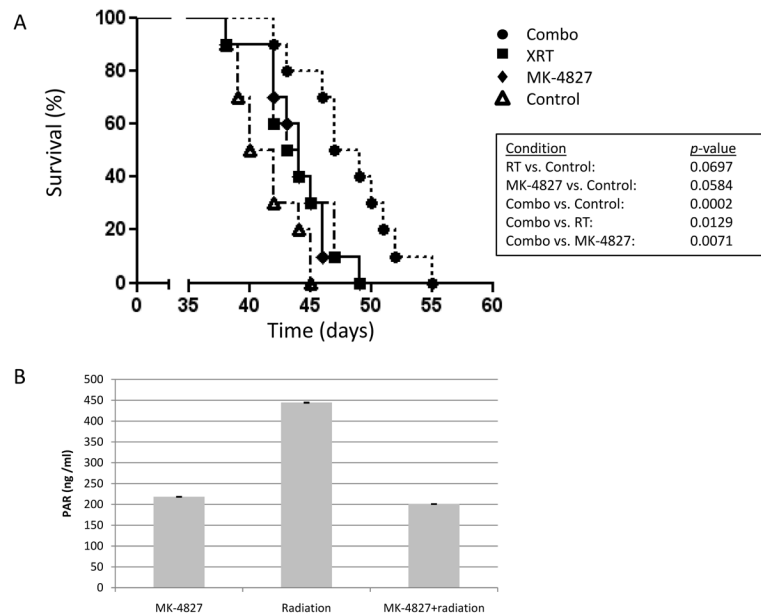 A
100
80
60
40
20
0
Survival (%)
0 35 40 45 50 55 60
Time (days)
Combo
XRT
MK-4827
Control
Condition p-value
RT vs. Control: 0.0697
MK-4827 vs. Control: 0.0584
Combo vs. Control: 0.0002
Combo vs. RT: 0.0129
Combo vs. MK-4827: 0.0071
B
500
450
400
350
300
250
200
150
100
50
0
PAR (ng /ml)
MK-4827 Radiation MK-4827+radiation